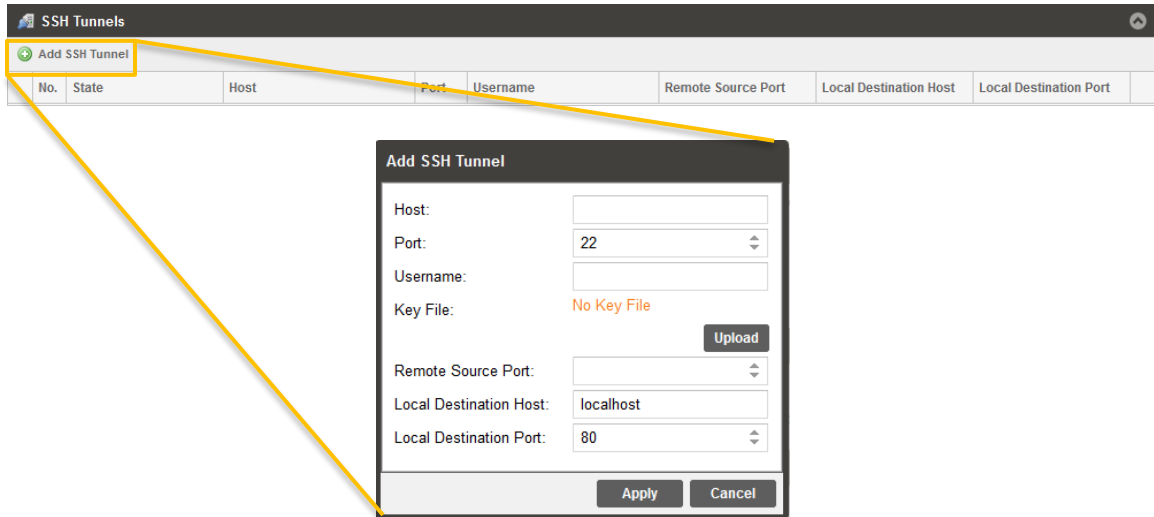 SSH Tunnels
Add SSH Tunnel
No. State Host Port Username Remote Source Port Local Destination Host Local Destination Port
Add SSH Tunnel
Host:
Port: 22
Username:
Key File: No Key File
Upload
Remote Source Port:
Local Destination Host: localhost
Local Destination Port: 80
Apply Cancel